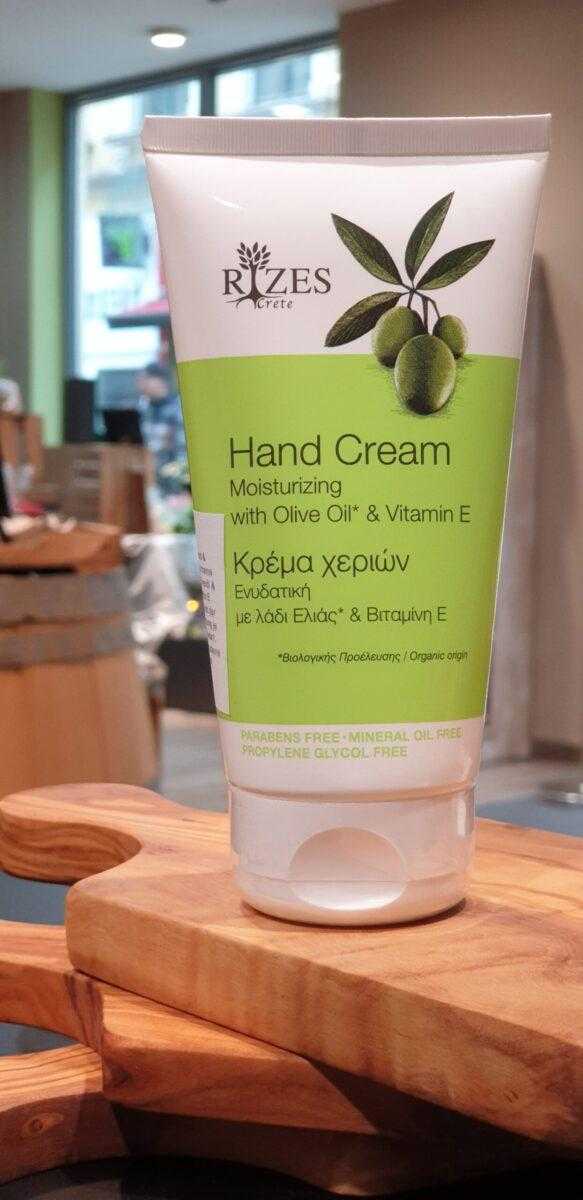 RIZES
Crete
Hand Cream
Moisturizing
with Olive Oil* & Vitamin E
Κρέμα χεριών
Ενυδατική
με λάδι Ελιάς* & Βιταμίνη Ε
*Βιολογικής Προέλευσης / Organic origin
PARABENS FREE · MINERAL OIL FREE
PROPYLENE GLYCOL FREE